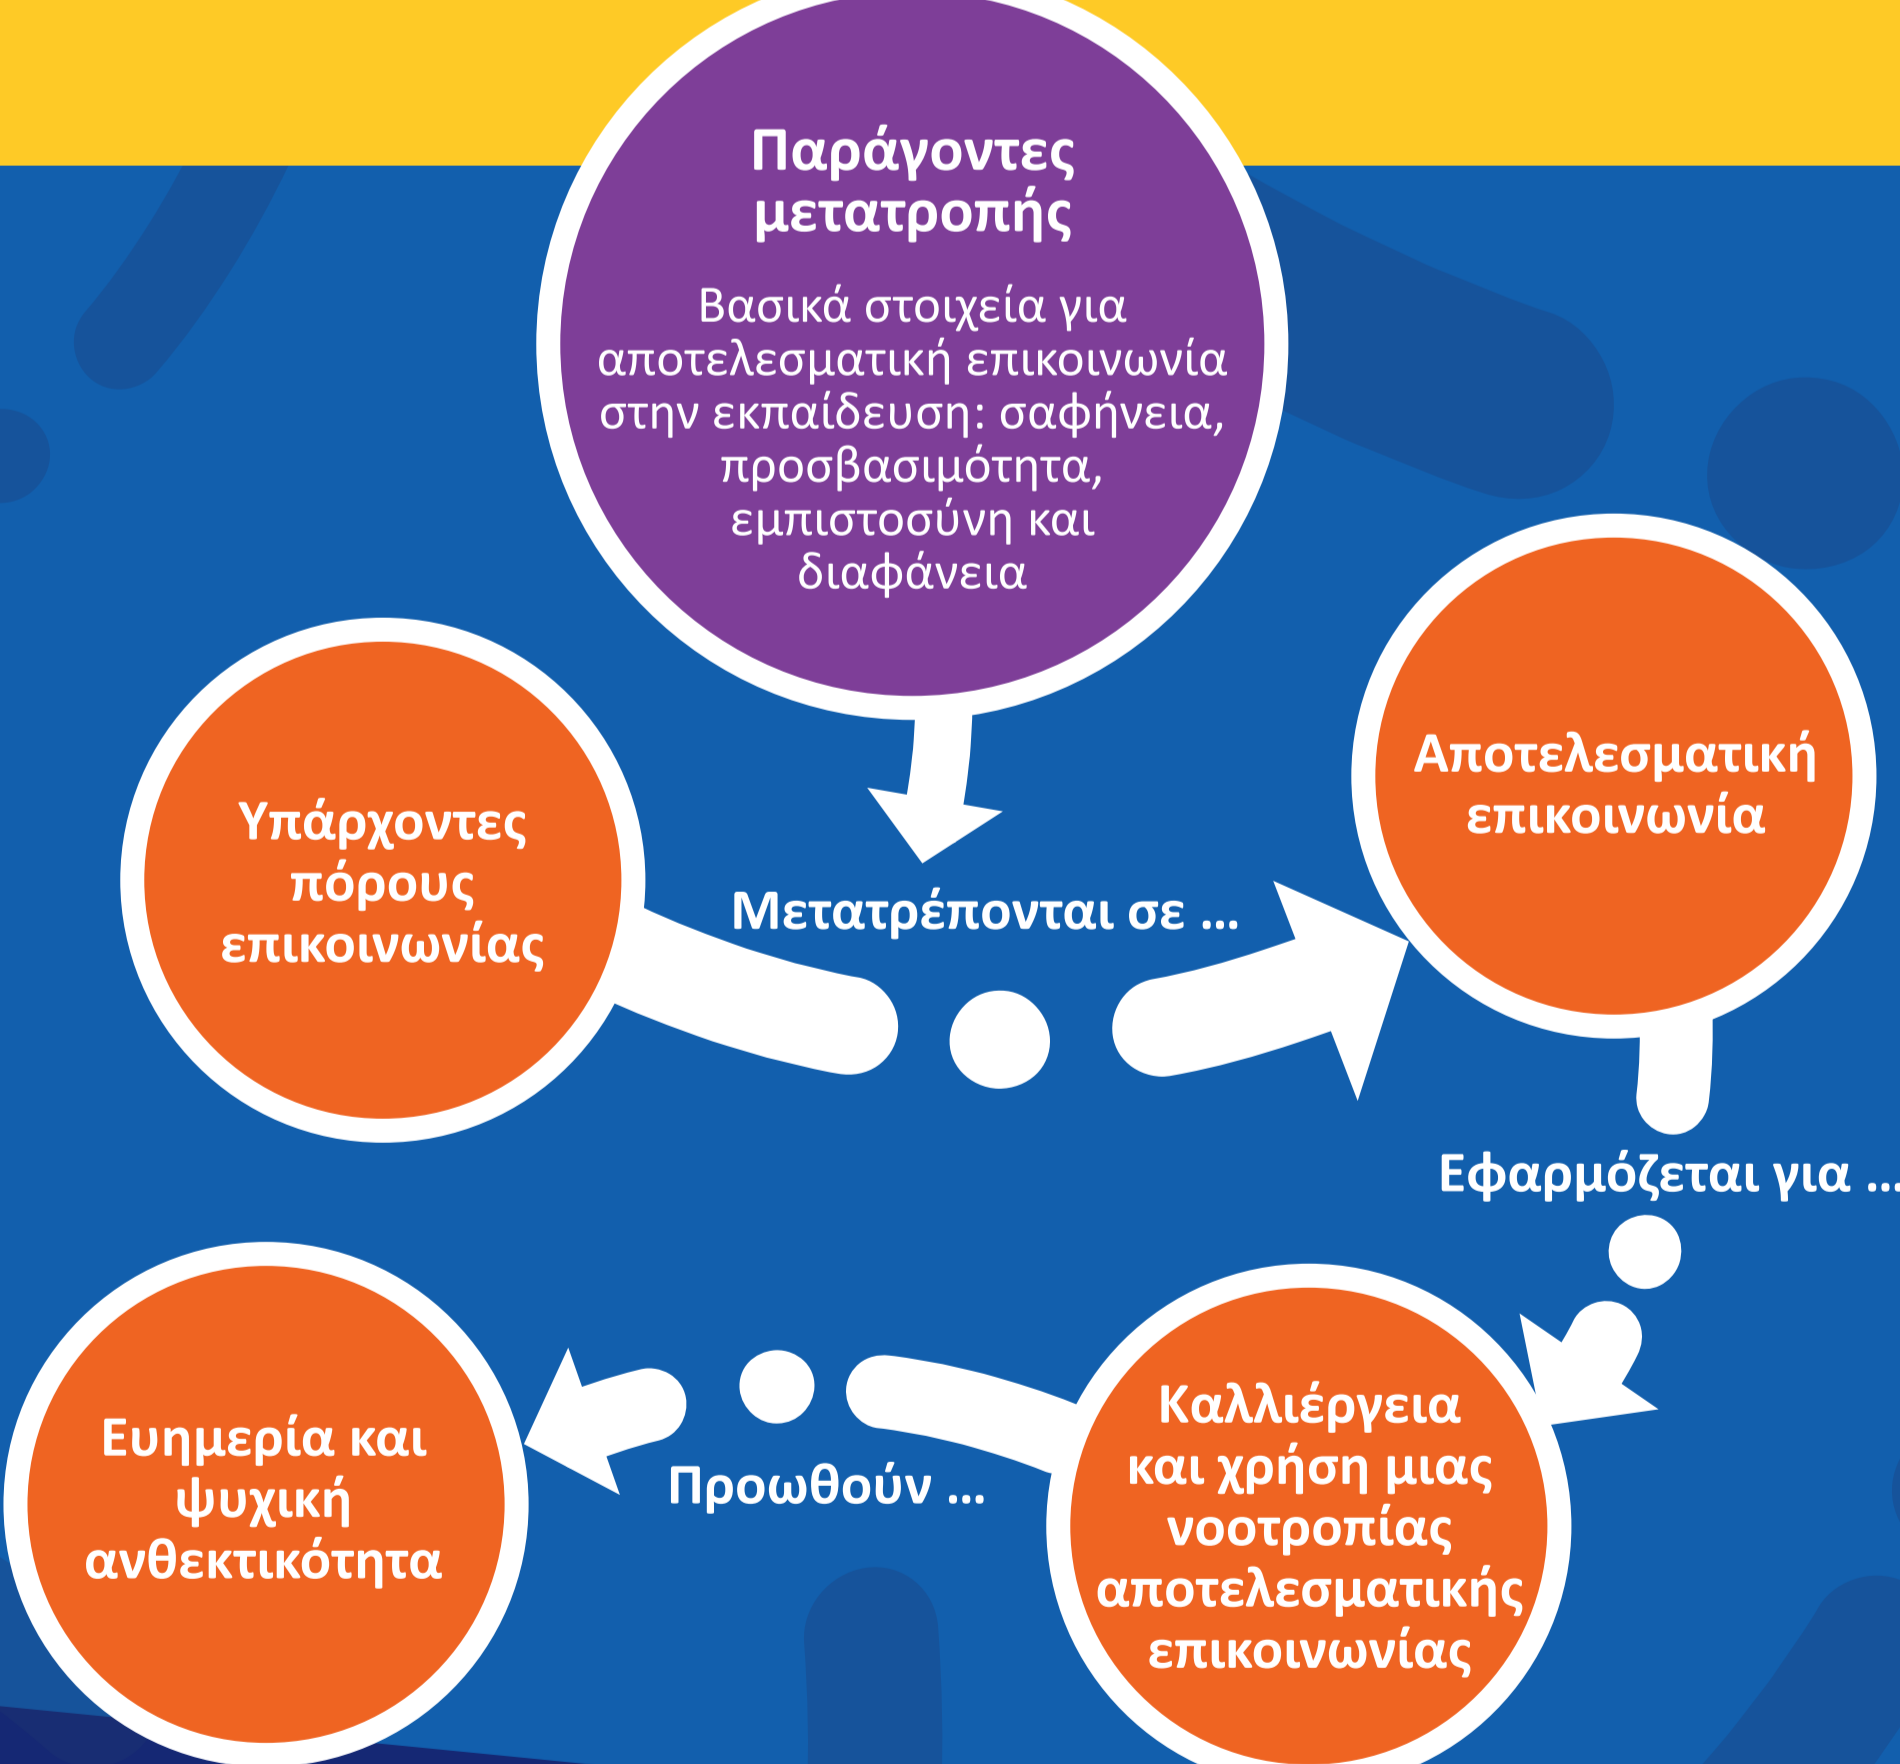 Παράγοντες
μετατροπής
Βασικά στοιχεία για
αποτελεσματική επικοινωνία
στην εκπαίδευση: σαφήνεια,
προσβασιμότητα,
εμπιστοσύνη και
διαφάνεια
Υπάρχοντες
πόρους
επικοινωνίας
Μετατρέπονται σε ...
Αποτελεσματική
επικοινωνία
Εφαρμόζεται για ...
Καλλιέργεια
και χρήση μιας
νοοτροπίας
αποτελεσματικής
επικοινωνίας
Προωθούν ...
Ευημερία και
ψυχική
ανθεκτικότητα